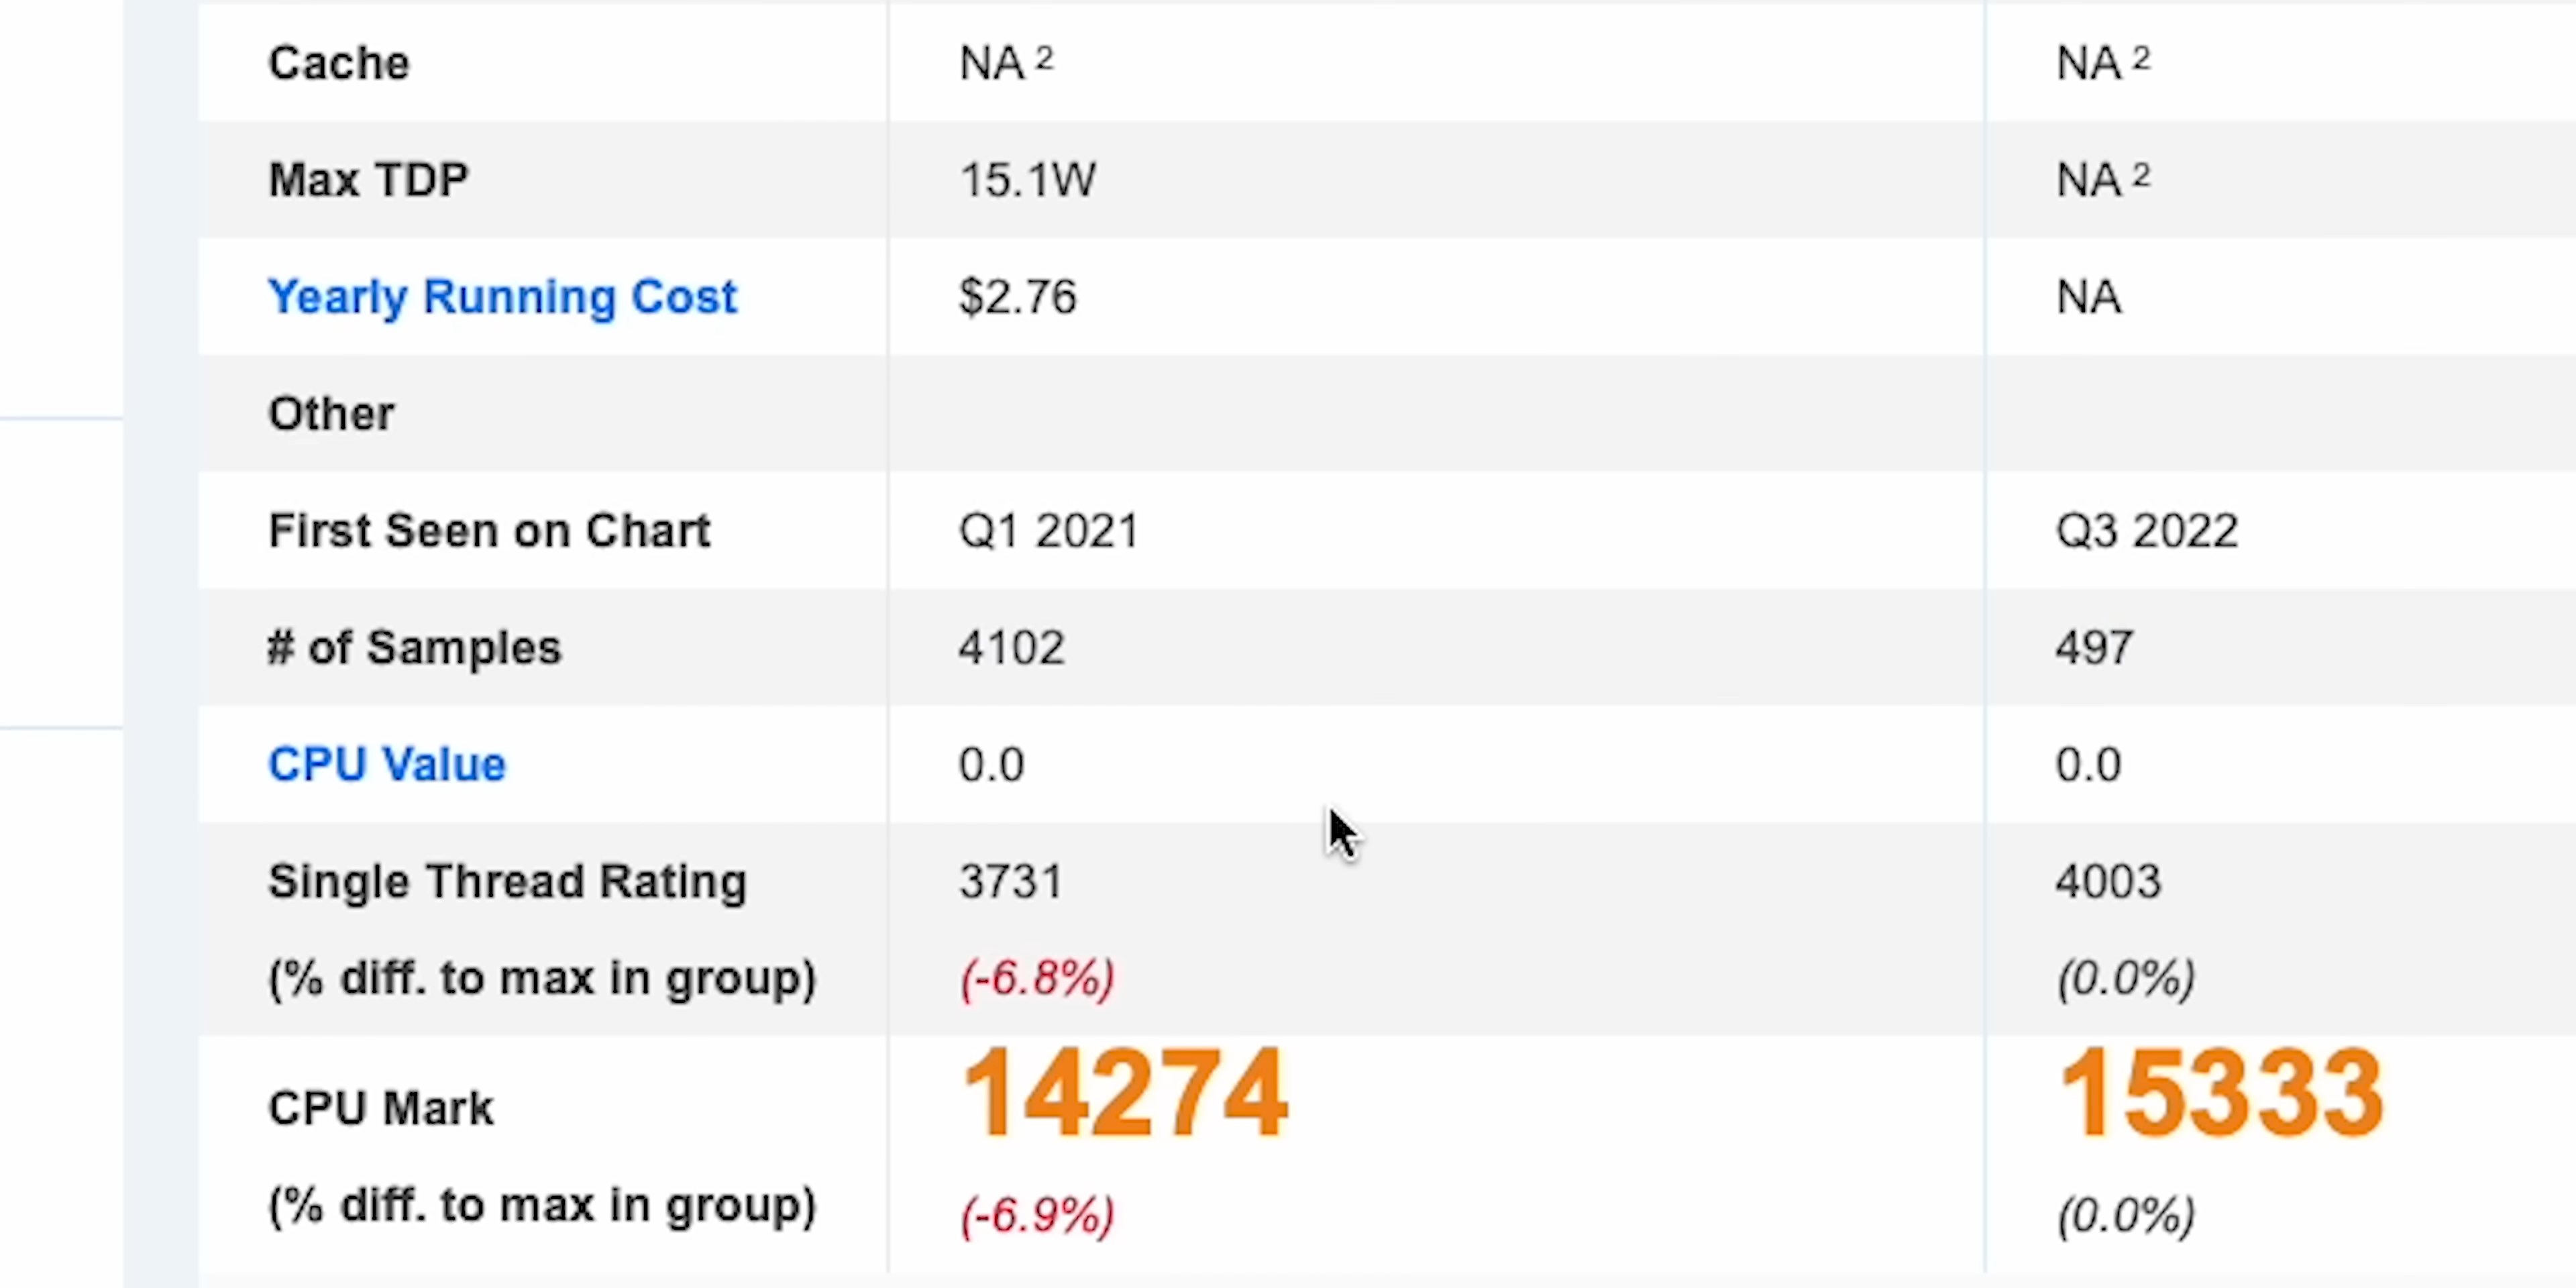 Cache NA 2 NA 2
Max TDP 15.1W NA 2
Yearly Running Cost $2.76 NA
Other
First Seen on Chart Q1 2021 Q3 2022
# of Samples 4102 497
CPU Value 0.0 0.0
Single Thread Rating 3731 4003
(% diff. to max in group) (-6.8%) (0.0%)
CPU Mark 14274 15333
(% diff. to max in group) (-6.9%) (0.0%)